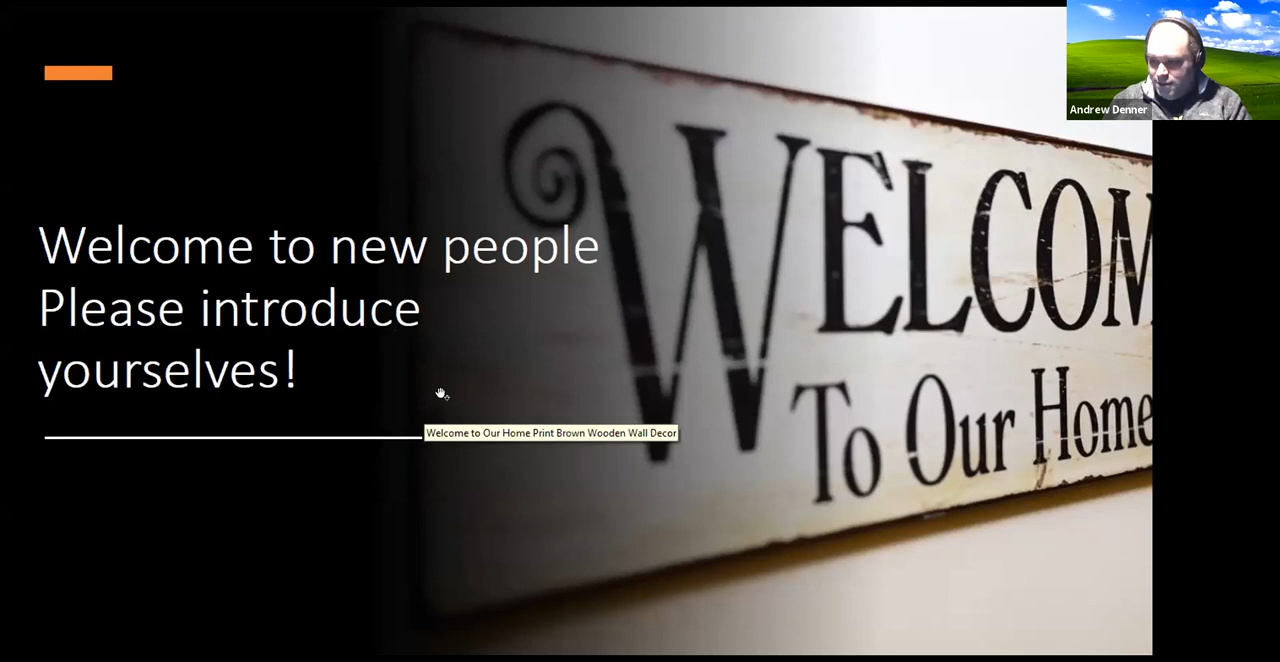 Welcome to new people
Please introduce
yourselves!
WELCOM
To Our Home
Welcome to Our Home Print Brown Wooden Wall Decor
Andrew Denner